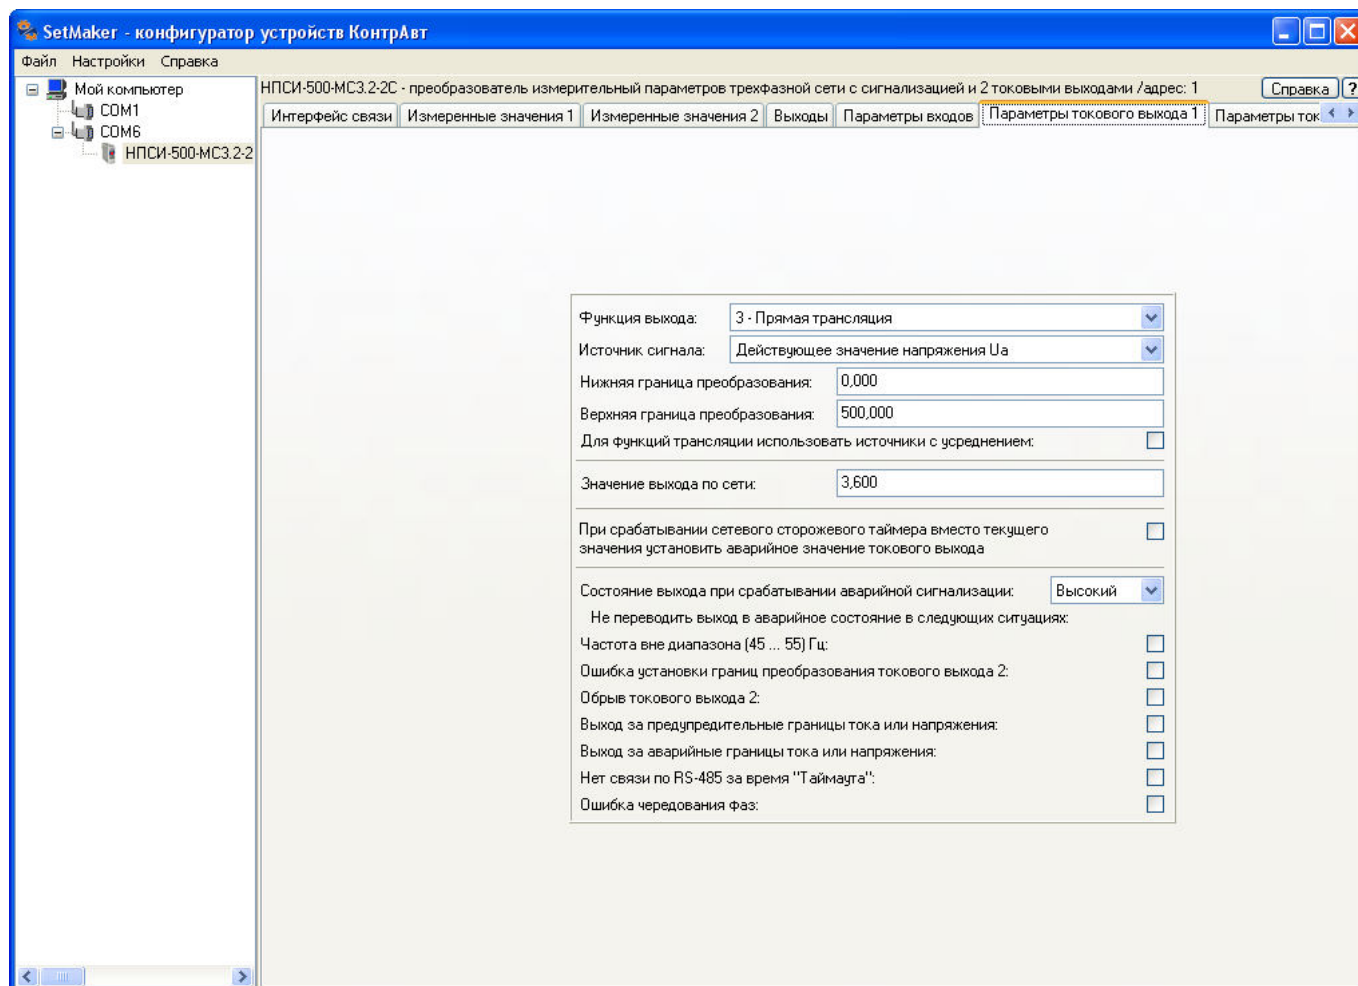 SetMaker - конфигуратор устройств КонтрАвт
Файл Настройки Справка
Мой компьютер
COM1
COM6
НПСИ-500-МС3.2-2
НПСИ-500-МС3.2-2С - преобразователь измерительный параметров трехфазной сети с сигнализацией и 2 токовыми выходами /адрес: 1
Справка ?
Интерфейс связи Измеренные значения 1 Измеренные значения 2 Выходы Параметры входов Параметры токового выхода 1 Параметры ток
Функция выхода: 3 - Прямая трансляция
Источник сигнала: Действующее значение напряжения Ua
Нижняя граница преобразования: 0,000
Верхняя граница преобразования: 500,000
Для функций трансляции использовать источники с усреднением:
Значение выхода по сети: 3,600
При срабатывании сетевого сторожевого таймера вместо текущего
значения установить аварийное значение токового выхода
Состояние выхода при срабатывании аварийной сигнализации: Высокий
Не переводить выход в аварийное состояние в следующих ситуациях:
Частота вне диапазона (45 ... 55) Гц:
Ошибка установки границ преобразования токового выхода 2:
Обрыв токового выхода 2:
Выход за предупредительные границы тока или напряжения:
Выход за аварийные границы тока или напряжения:
Нет связи по RS-485 за время "Таймаута":
Ошибка чередования фаз: